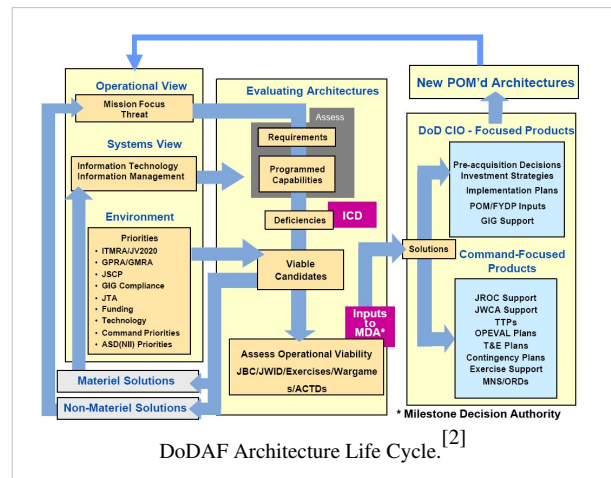 Operational View
Mission Focus
Threat
Systems View
Information Technology
Information Management
Environment
Priorities
• ITMRA/JV2020
• GPRA/GMRA
• JSCP
• GIG Compliance
• JTA
• Funding
• Technology
• Command Priorities
• ASD(NII) Priorities
Materiel Solutions
Non-Materiel Solutions
Evaluating Architectures
Assess
Requirements
Programmed
Capabilities
Deficiencies
ICD
Viable
Candidates
Inputs
to
MDA*
Assess Operational Viability
JBC/JWID/Exercises/Wargame
s/ACTDs
New POM'd Architectures
DoD CIO - Focused Products
Pre-acquisition Decisions
Investment Strategies
Implementation Plans
POM/FYDP Inputs
GIG Support
Solutions
Command-Focused
Products
JROC Support
JWCA Support
TTPs
OPEVAL Plans
T&E Plans
Contingency Plans
Exercise Support
MNS/ORDs
* Milestone Decision Authority
DoDAF Architecture Life Cycle.[2]